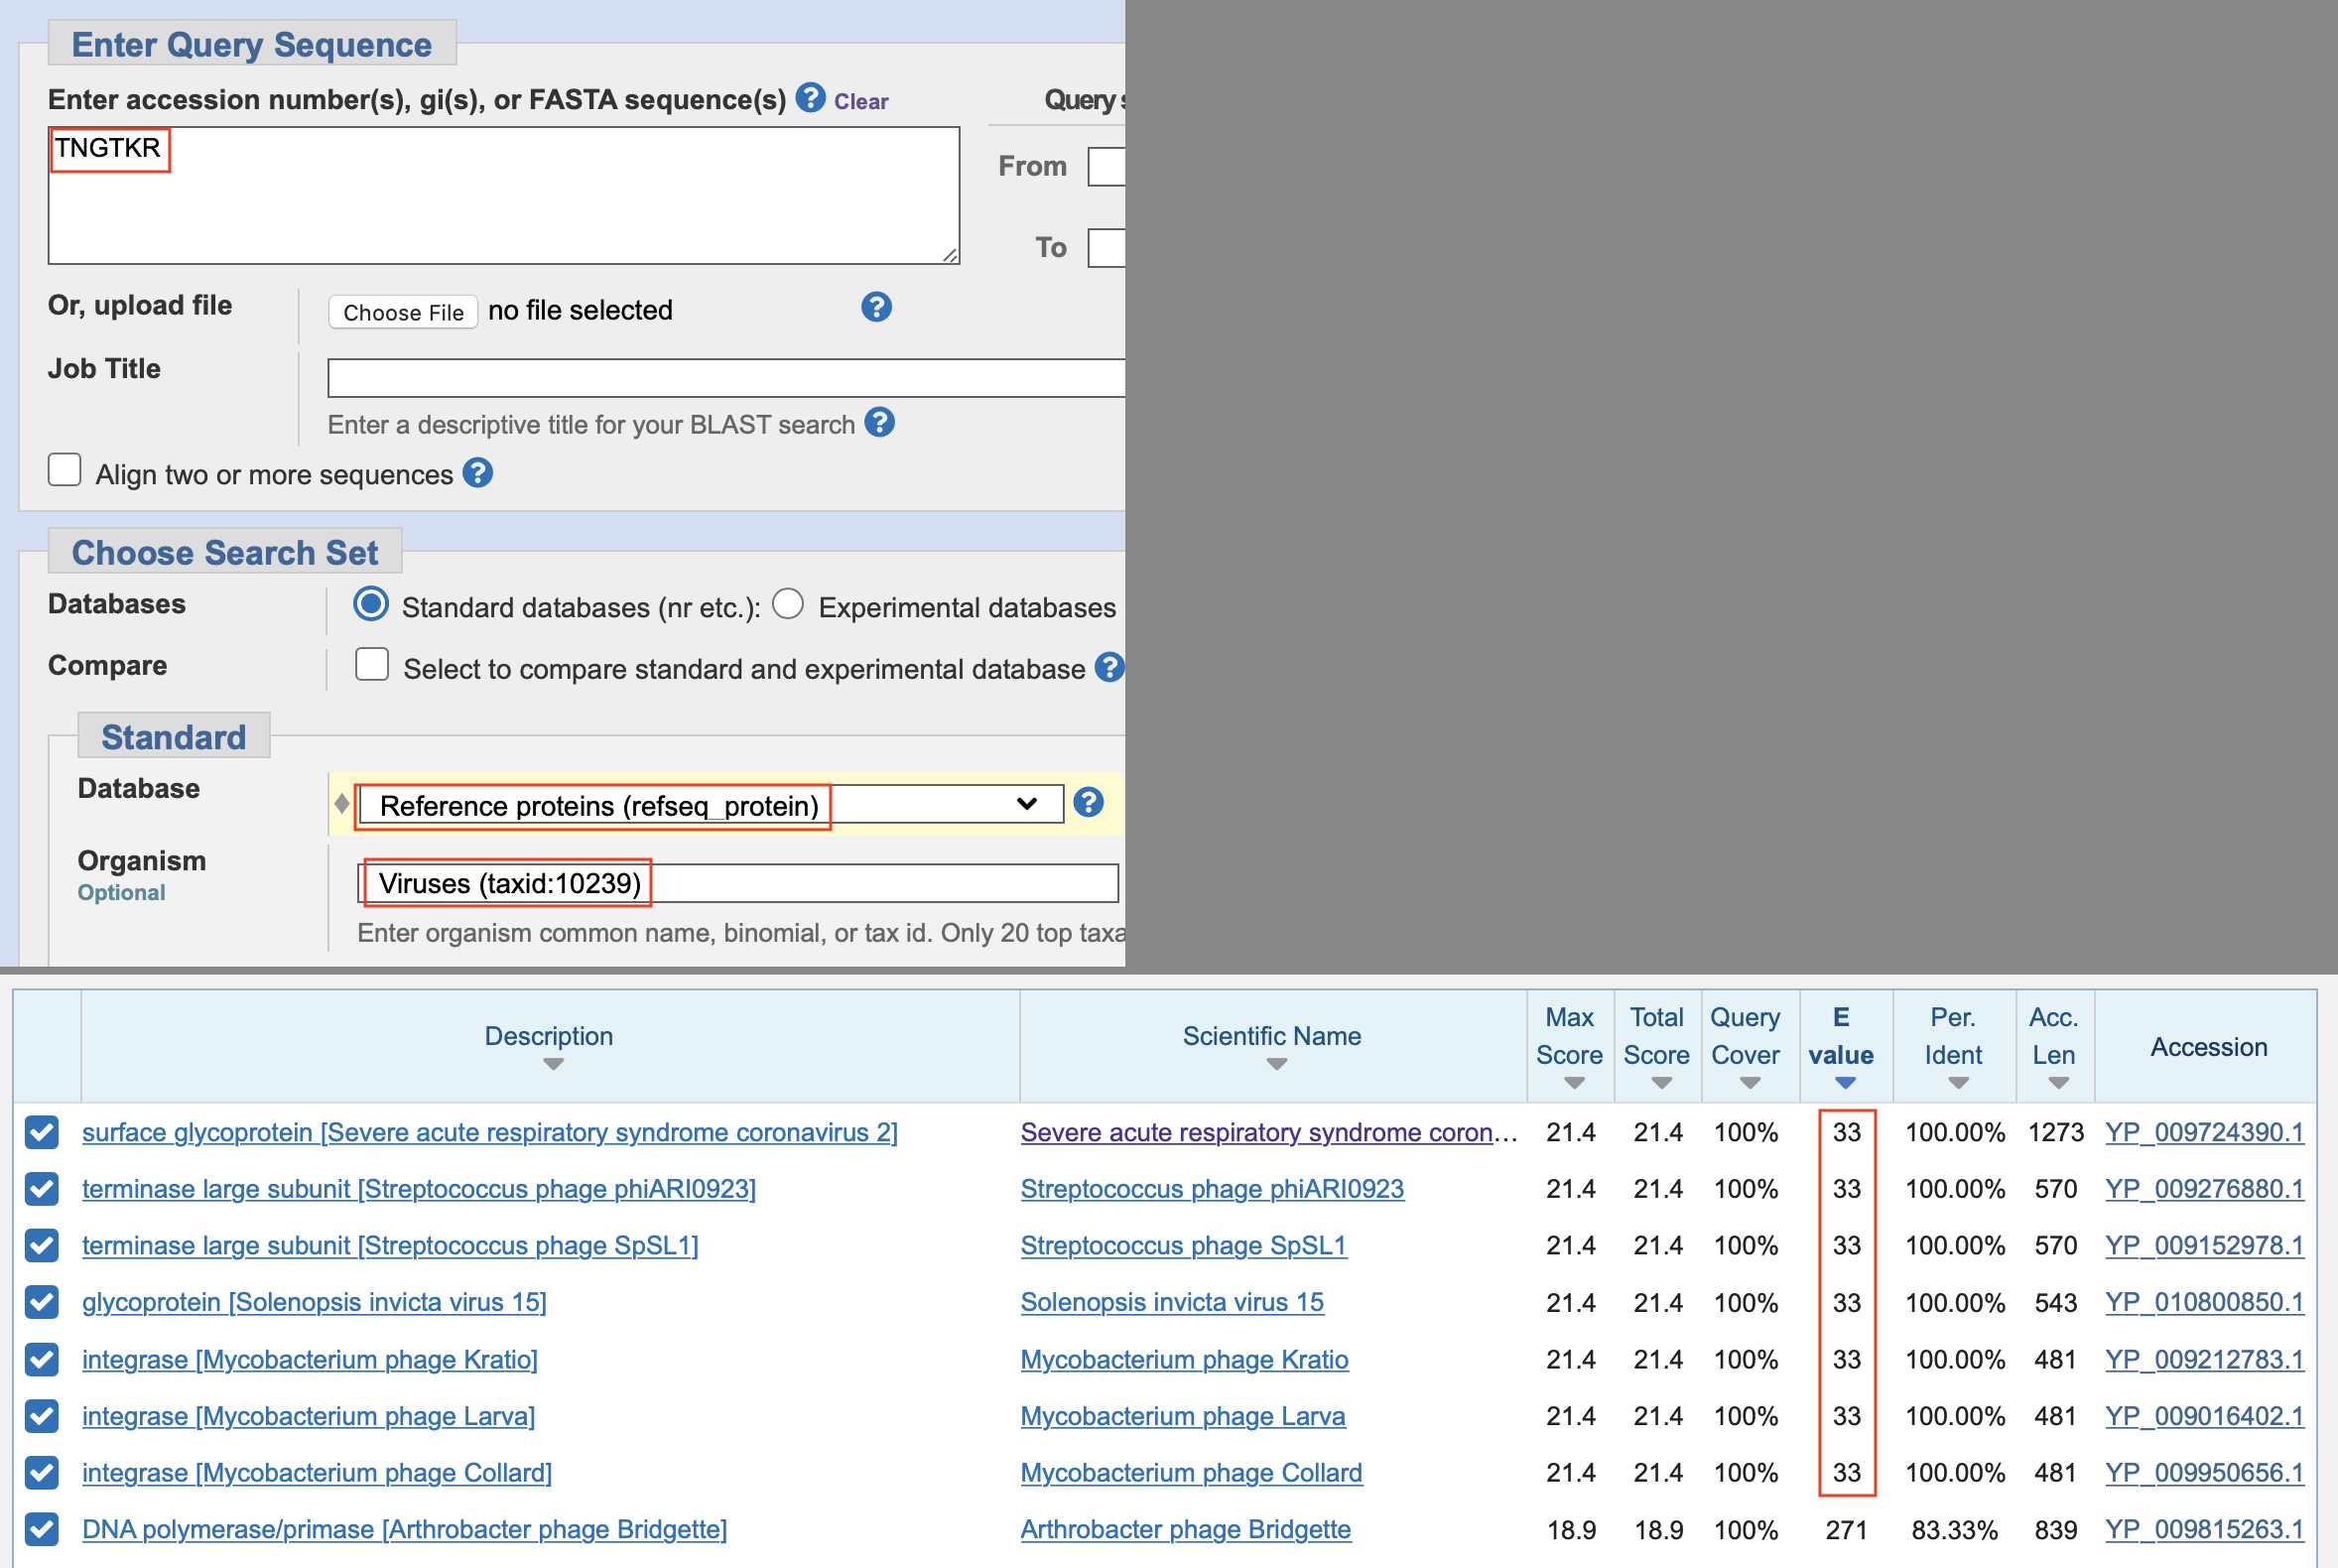 Enter Query Sequence
Enter accession number(s), gi(s), or FASTA sequence(s) ? Clear
Query s
TNGTKR
From
To
Or, upload file Choose File no file selected ?
Job Title
Enter a descriptive title for your BLAST search ?
Align two or more sequences ?
Choose Search Set
Databases Standard databases (nr etc.): Experimental databases
Compare Select to compare standard and experimental database ?
Standard
Database Reference proteins (refseq_protein) ?
Organism
Optional
Viruses (taxid:10239)
Enter organism common name, binomial, or tax id. Only 20 top taxa
Description Scientific Name Max Score Total Score Query Cover E value Per. Ident Acc. Len Accession
surface glycoprotein [Severe acute respiratory syndrome coronavirus 2] Severe acute respiratory syndrome coron... 21.4 21.4 100% 33 100.00% 1273 YP_009724390.1
terminase large subunit [Streptococcus phage phiARI0923] Streptococcus phage phiARI0923 21.4 21.4 100% 33 100.00% 570 YP_009276880.1
terminase large subunit [Streptococcus phage SpSL1] Streptococcus phage SpSL1 21.4 21.4 100% 33 100.00% 570 YP_009152978.1
glycoprotein [Solenopsis invicta virus 15] Solenopsis invicta virus 15 21.4 21.4 100% 33 100.00% 543 YP_010800850.1
integrase [Mycobacterium phage Kratio] Mycobacterium phage Kratio 21.4 21.4 100% 33 100.00% 481 YP_009212783.1
integrase [Mycobacterium phage Larva] Mycobacterium phage Larva 21.4 21.4 100% 33 100.00% 481 YP_009016402.1
integrase [Mycobacterium phage Collard] Mycobacterium phage Collard 21.4 21.4 100% 33 100.00% 481 YP_009950656.1
DNA polymerase/primase [Arthrobacter phage Bridgette] Arthrobacter phage Bridgette 18.9 18.9 100% 271 83.33% 839 YP_009815263.1